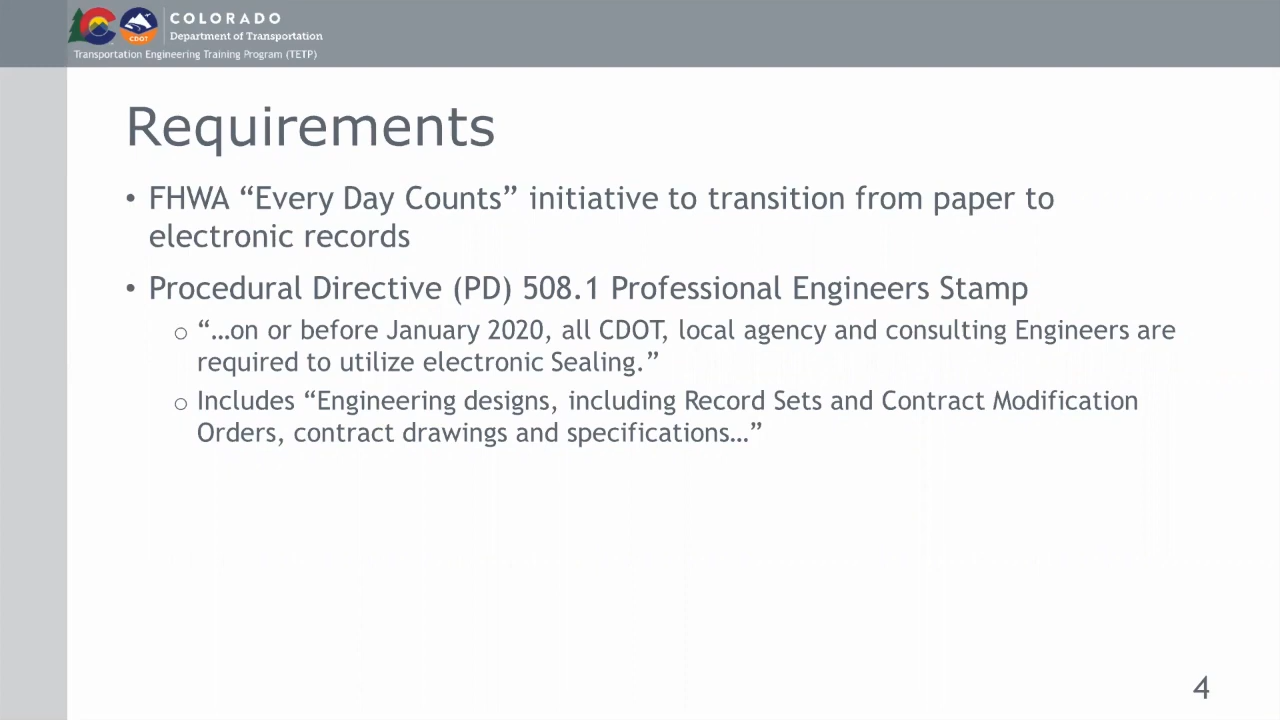 COLORADO
Department of Transportation
CDOT
Transportation Engineering Training Program (TETP)
Requirements
• FHWA “Every Day Counts” initiative to transition from paper to
electronic records
• Procedural Directive (PD) 508.1 Professional Engineers Stamp
o “…on or before January 2020, all CDOT, local agency and consulting Engineers are
required to utilize electronic Sealing.”
o Includes “Engineering designs, including Record Sets and Contract Modification
Orders, contract drawings and specifications…”
4